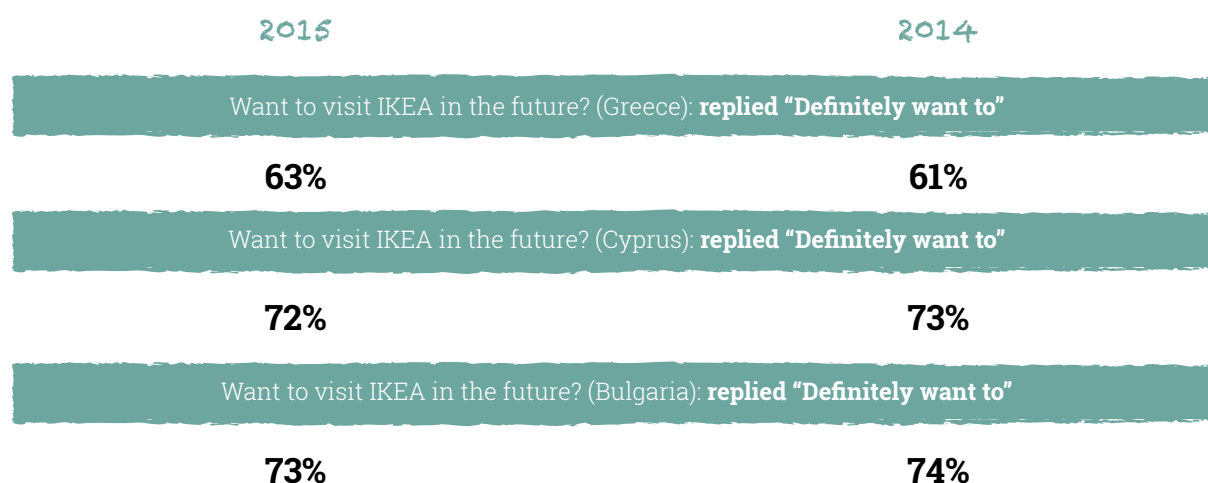 2015 2014
Want to visit IKEA in the future? (Greece): replied “Definitely want to”
63% 61%
Want to visit IKEA in the future? (Cyprus): replied “Definitely want to”
72% 73%
Want to visit IKEA in the future? (Bulgaria): replied “Definitely want to”
73% 74%